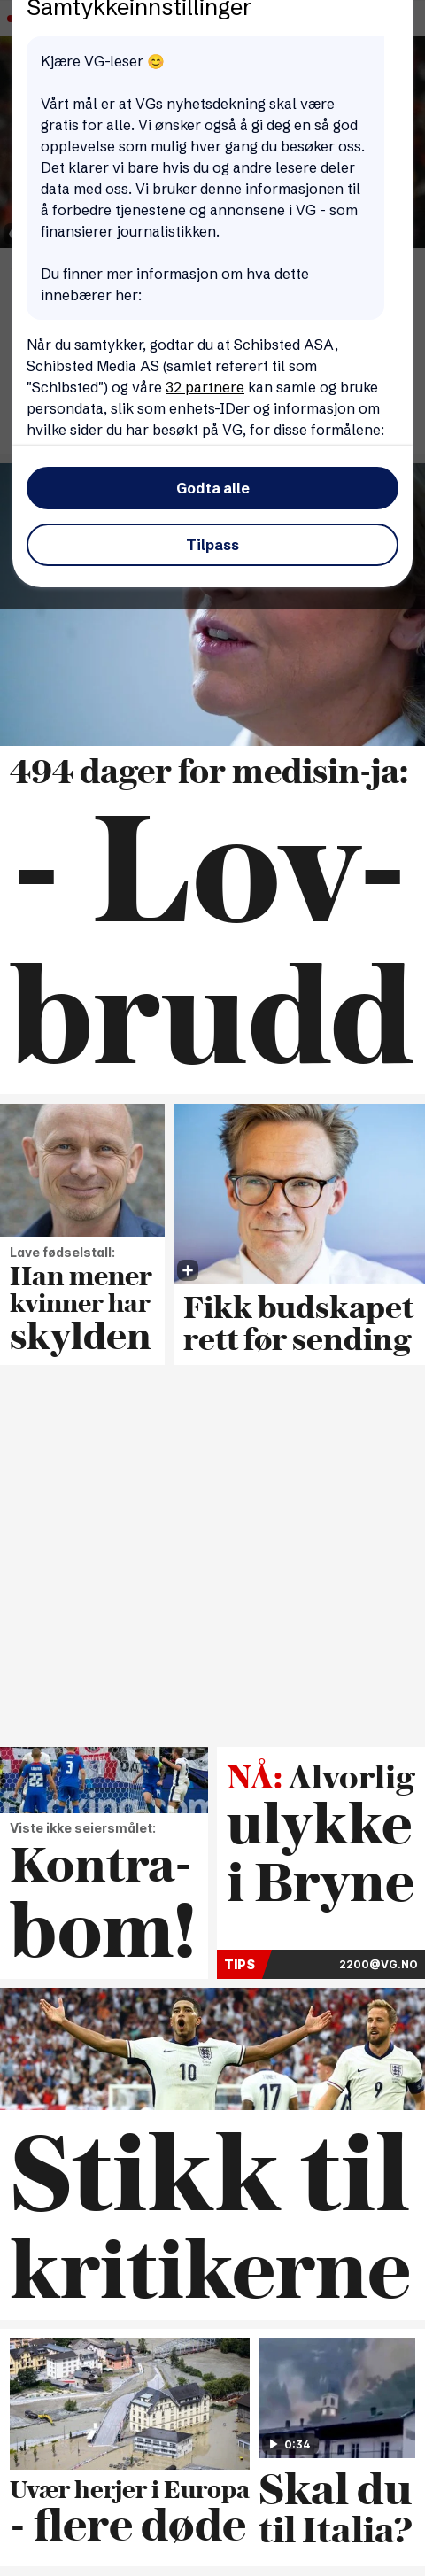 Samtykkeinnstillinger
Kjære VG-leser 😊
Vårt mål er at VGs nyhetsdekning skal være
gratis for alle. Vi ønsker også å gi deg en så god
opplevelse som mulig hver gang du besøker oss.
Det klarer vi bare hvis du og andre lesere deler
data med oss. Vi bruker denne informasjonen til
å forbedre tjenestene og annonsene i VG - som
finansierer journalistikken.
Du finner mer informasjon om hva dette
innebærer her:
Når du samtykker, godtar du at Schibsted ASA,
Schibsted Media AS (samlet referert til som
"Schibsted") og våre 32 partnere kan samle og bruke
persondata, slik som enhets-IDer og informasjon om
hvilke sider du har besøkt på VG, for disse formålene:
Godta alle
Tilpass
494 dager for medisin-ja:
- Lov-
brudd
Lave fødselstall:
Han mener
kvinner har
skylden
Fikk budskapet
rett før sending
22
3
Viste ikke seiersmålet:
Kontra-
bom!
NÅ: Alvorlig
ulykke
i Bryne
TIPS
2200@VG.NO
10
17
9
Stikk til
kritikerne
Uvær herjer i Europa
- flere døde
0:34
Skal du
til Italia?